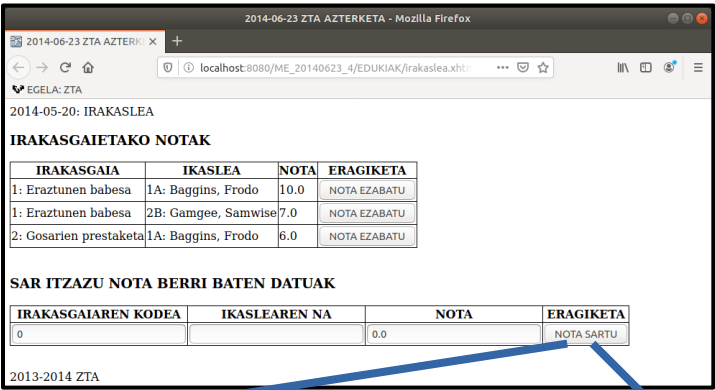 2014-06-23 ZTA AZTERKETA - Mozilla Firefox
2014-06-23 ZTA AZTERKE
localhost:8080/ME_20140623_4/EDUKIAK/irakaslea.xht
EGELA: ZTA
2014-05-20: IRAKASLEA
IRAKASGAIETAKO NOTAK
IRAKASGAIA IKASLEA NOTA ERAGIKETA
1: Eraztunen babesa 1A: Baggins, Frodo 10.0 NOTA EZABATU
1: Eraztunen babesa 2B: Gamgee, Samwise 7.0 NOTA EZABATU
2: Gosarien prestaketa 1A: Baggins, Frodo 6.0 NOTA EZABATU
SAR ITZAZU NOTA BERRI BATEN DATUAK
IRAKASGAIAREN KODEA IKASLEAREN NA NOTA ERAGIKETA
0 0.0 NOTA SARTU
2013-2014 ZTA